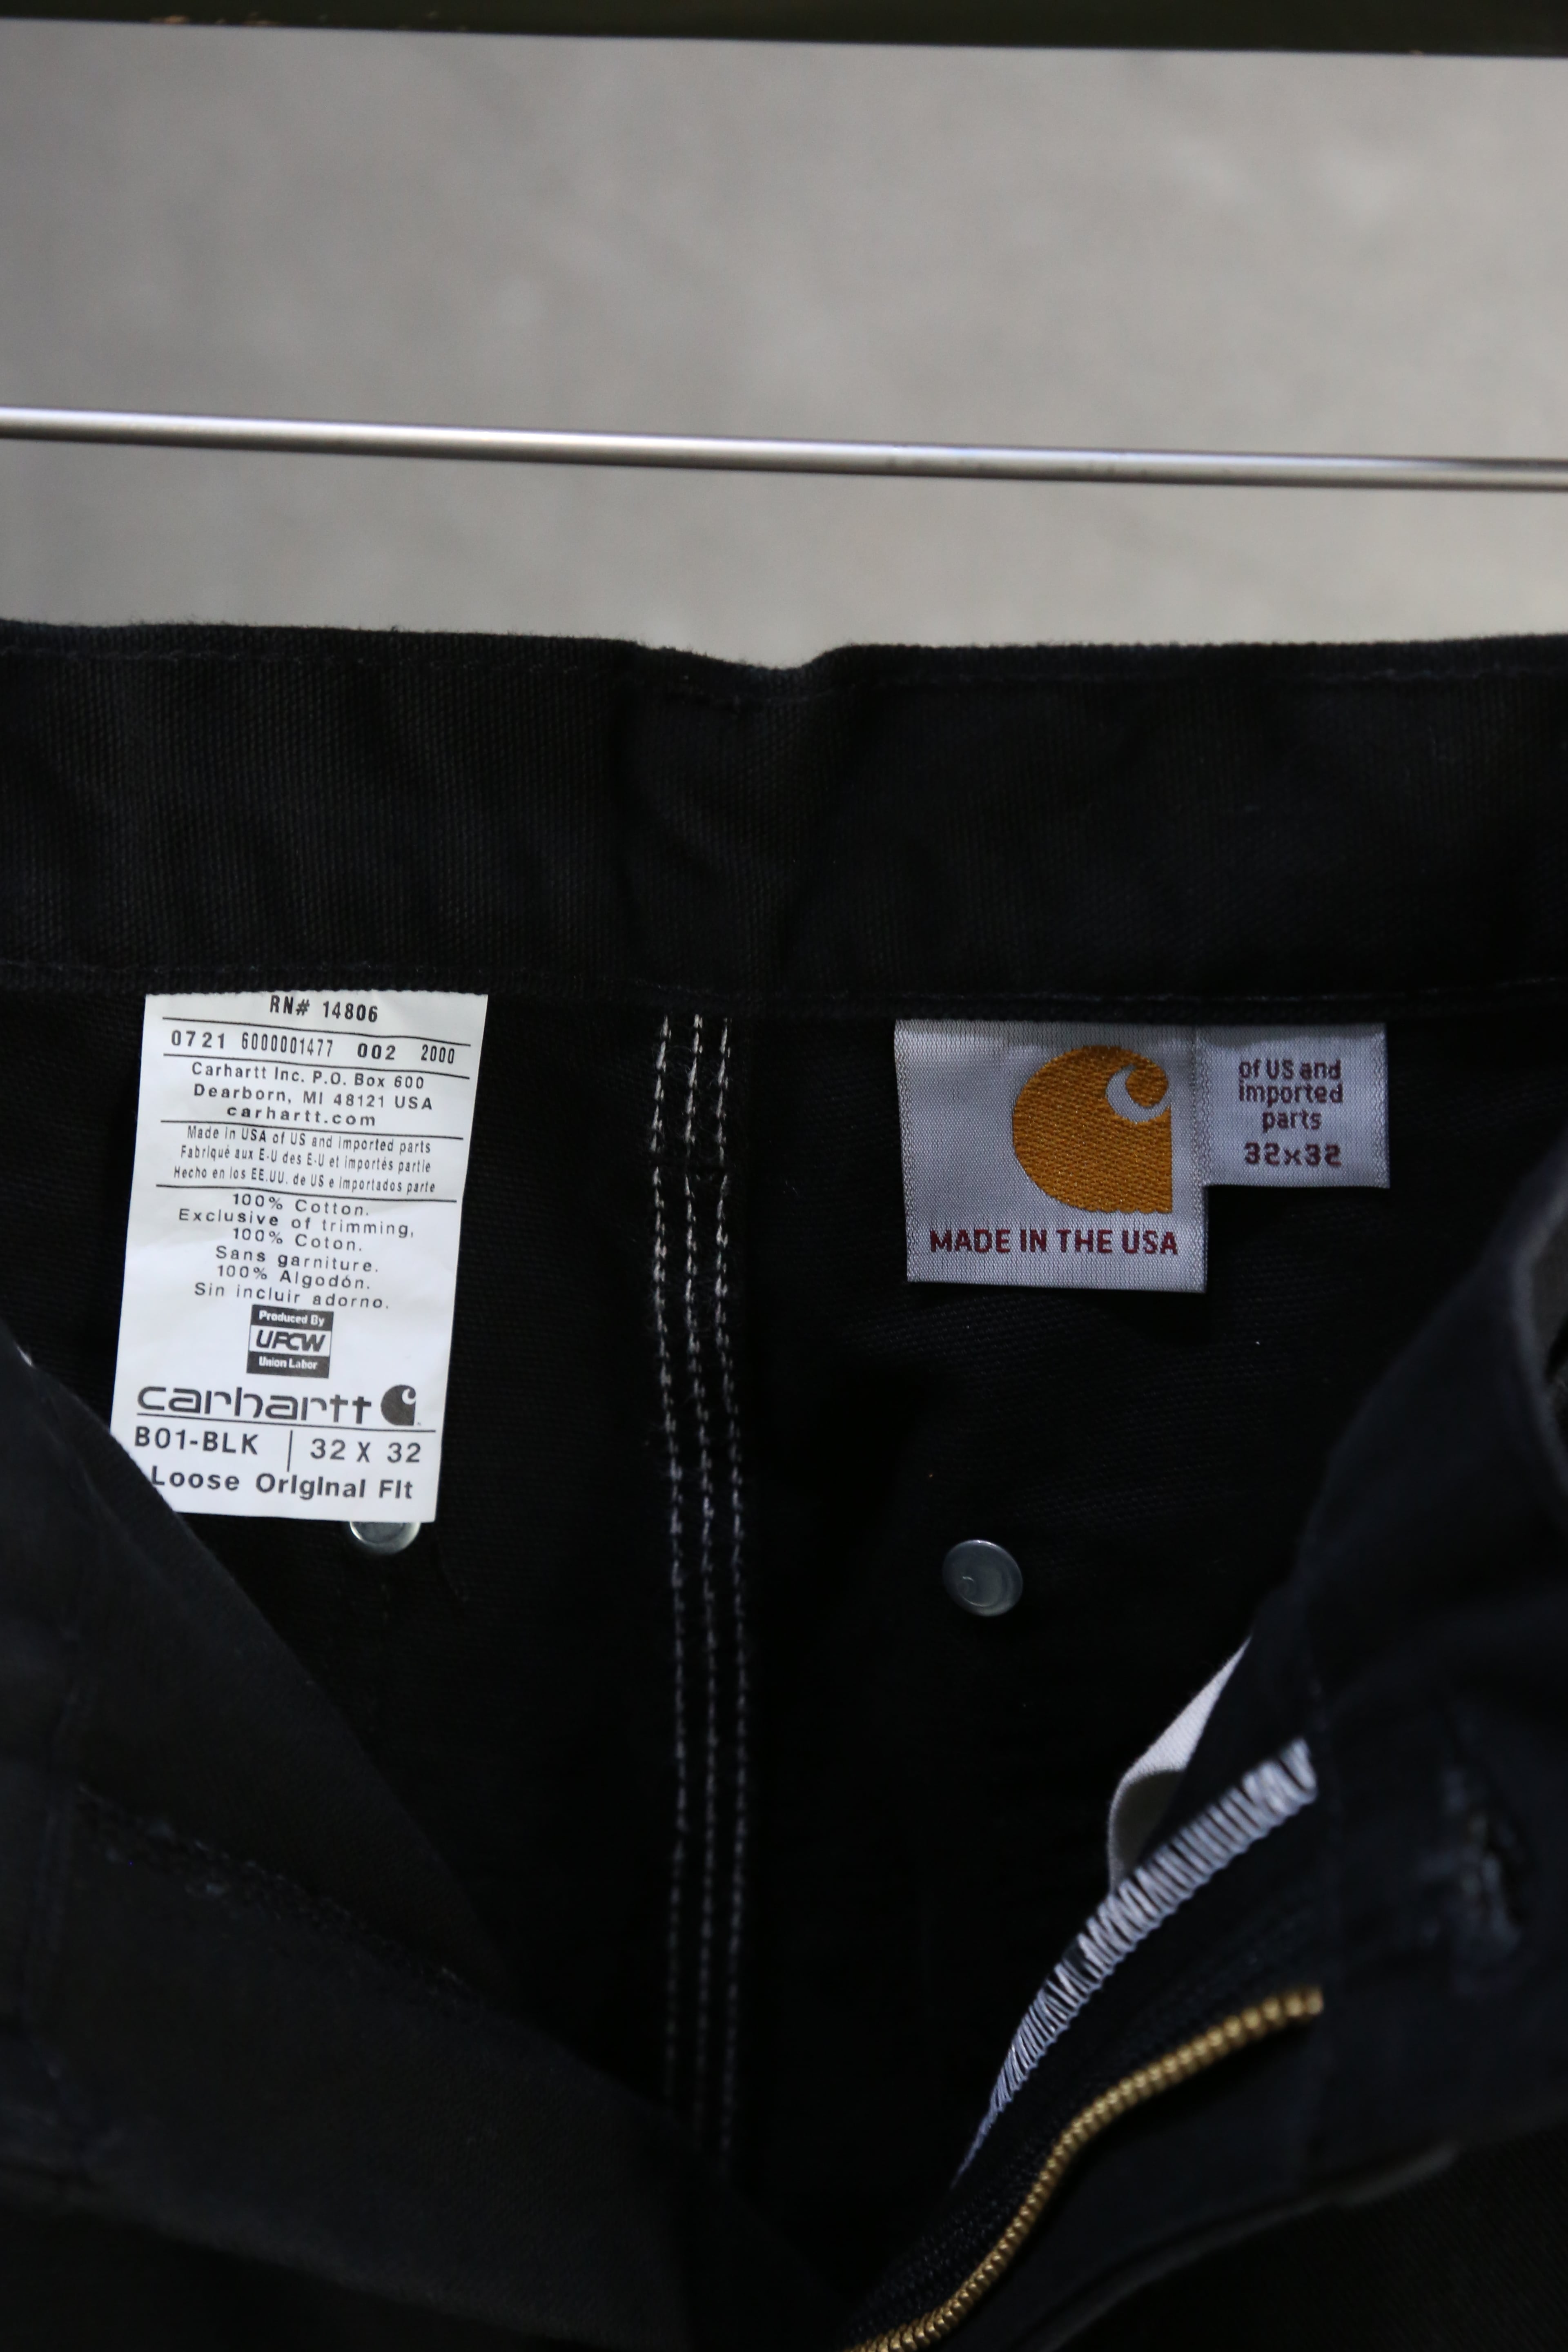 RN# 14806
0721 6000001477 002 2000
Carhartt Inc. P.O. Box 600
Dearborn, MI 48121 USA
carhartt.com
Made in USA of US and imported parts
Fabriqué aux E-U des E-U et importés partie
Hecho en los EE.UU. de US e importados parte
100% Cotton.
Exclusive of trimming,
100% Coton.
Sans garniture.
100% Algodón.
Sin incluir adorno.
Produced By
UFCW
Union Labor
carhartt
B01-BLK | 32 X 32
Loose Original Fit
MADE IN THE USA
of US and
imported
parts
32x32